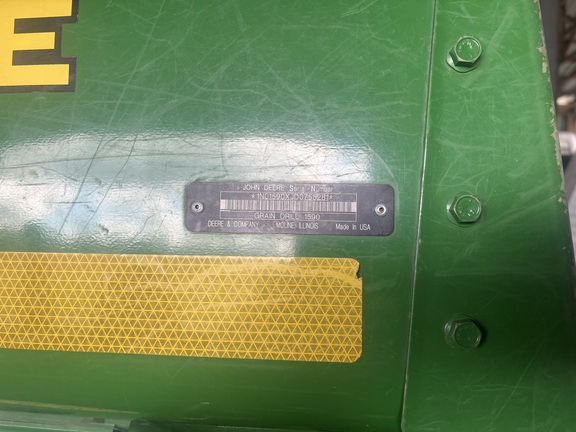 E
JOHN DEERE Serial Number
GRAIN DRILL 1590
DEERE & COMPANY MOLINE, ILLINOIS Made in USA